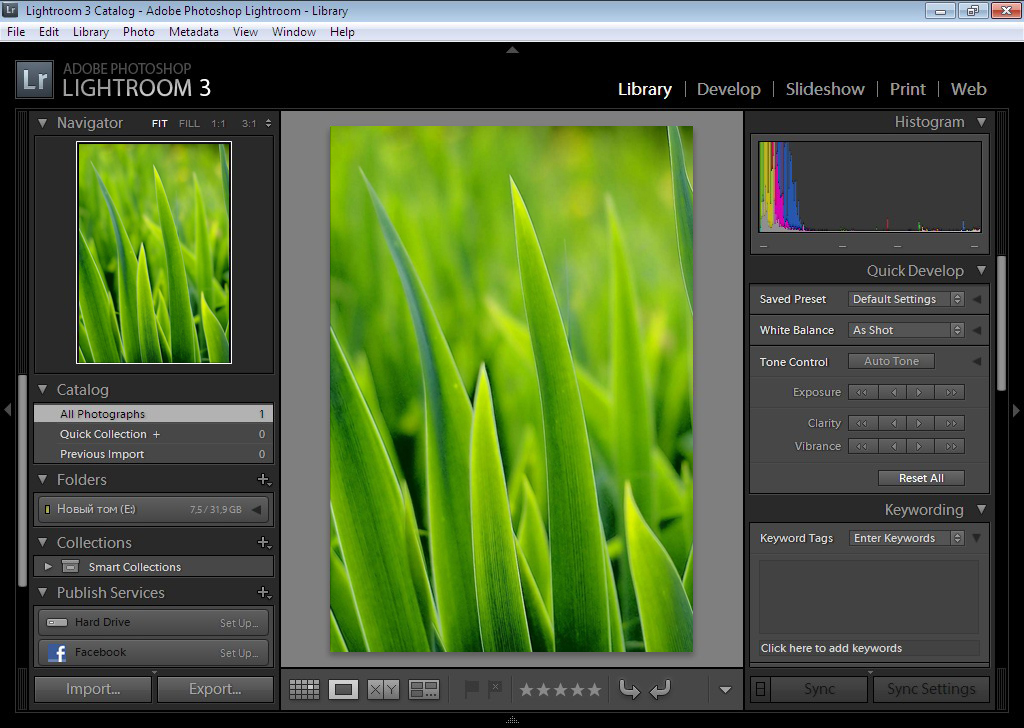 Lr Lightroom 3 Catalog - Adobe Photoshop Lightroom - Library
File Edit Library Photo Metadata View Window Help
Lr ADOBE PHOTOSHOP
LIGHTROOM 3
Library | Develop | Slideshow | Print | Web
Navigator FIT FILL 1:1 3:1
Catalog
All Photographs 1
Quick Collection + 0
Previous Import 0
Folders
Новый том (E:) 7,5 / 31,9 GB
Collections
Smart Collections
Publish Services
Hard Drive Set Up...
f Facebook Set Up...
Import... Export...
X Y
Histogram
Quick Develop
Saved Preset Default Settings
White Balance As Shot
Tone Control Auto Tone
Exposure
Clarity
Vibrance
Reset All
Keywording
Keyword Tags Enter Keywords
Click here to add keywords
Sync Sync Settings